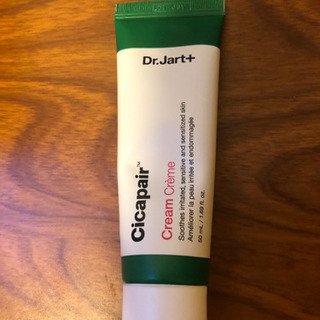 Dr.Jart+
Cicapair™
Cream Crème
Soothes irritated, sensitive and sensitized skin
Améliorer la peau irritée et endommagée
50 mL / 1.69 fl. oz.